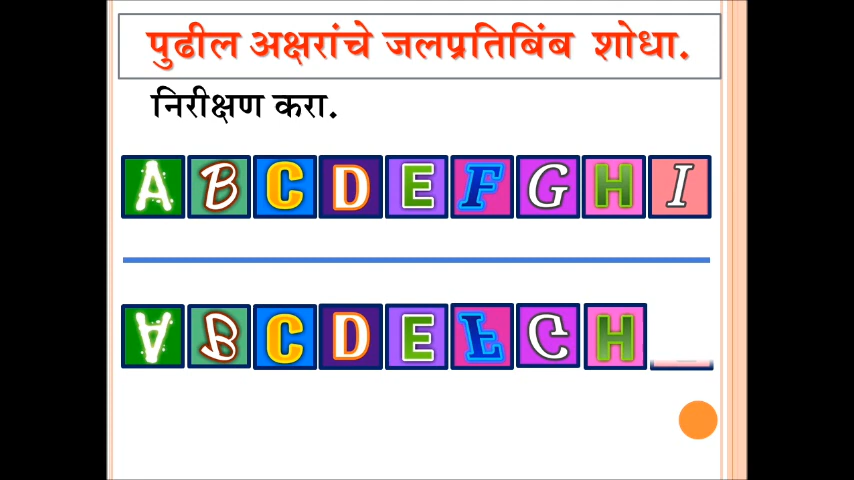 पुढील अक्षरांचे जलप्रतिबिंब शोधा.
निरीक्षण करा.
A B C D E F G H I
A B C D E F G H